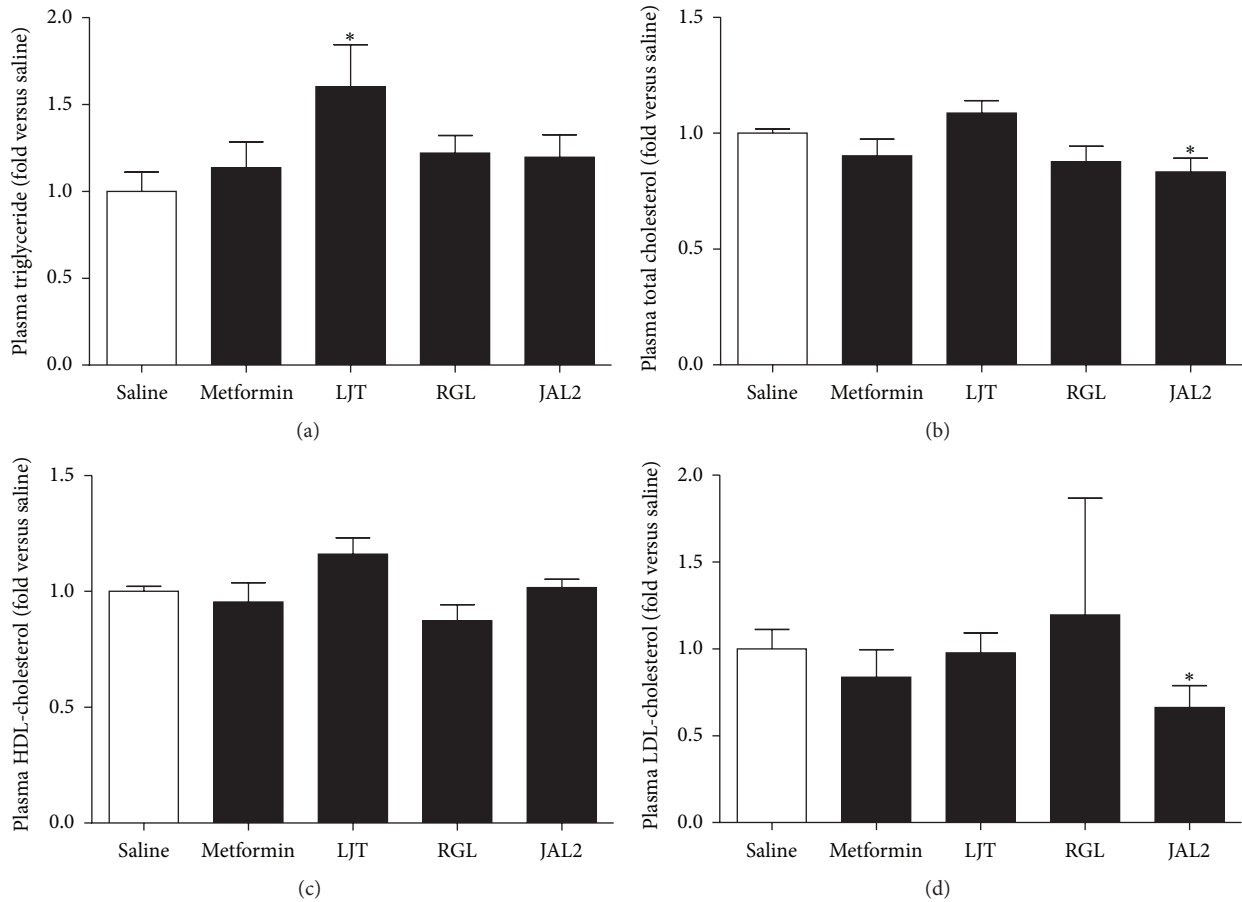 Plasma triglyceride (fold versus saline)
2.0
1.5
1.0
0.5
0.0
*
Saline Metformin LJT RGL JAL2
(a)
Plasma total cholesterol (fold versus saline)
1.5
1.0
0.5
0.0
*
Saline Metformin LJT RGL JAL2
(b)
Plasma HDL-cholesterol (fold versus saline)
1.5
1.0
0.5
0.0
Saline Metformin LJT RGL JAL2
(c)
Plasma LDL-cholesterol (fold versus saline)
2.0
1.5
1.0
0.5
0.0
*
Saline Metformin LJT RGL JAL2
(d)